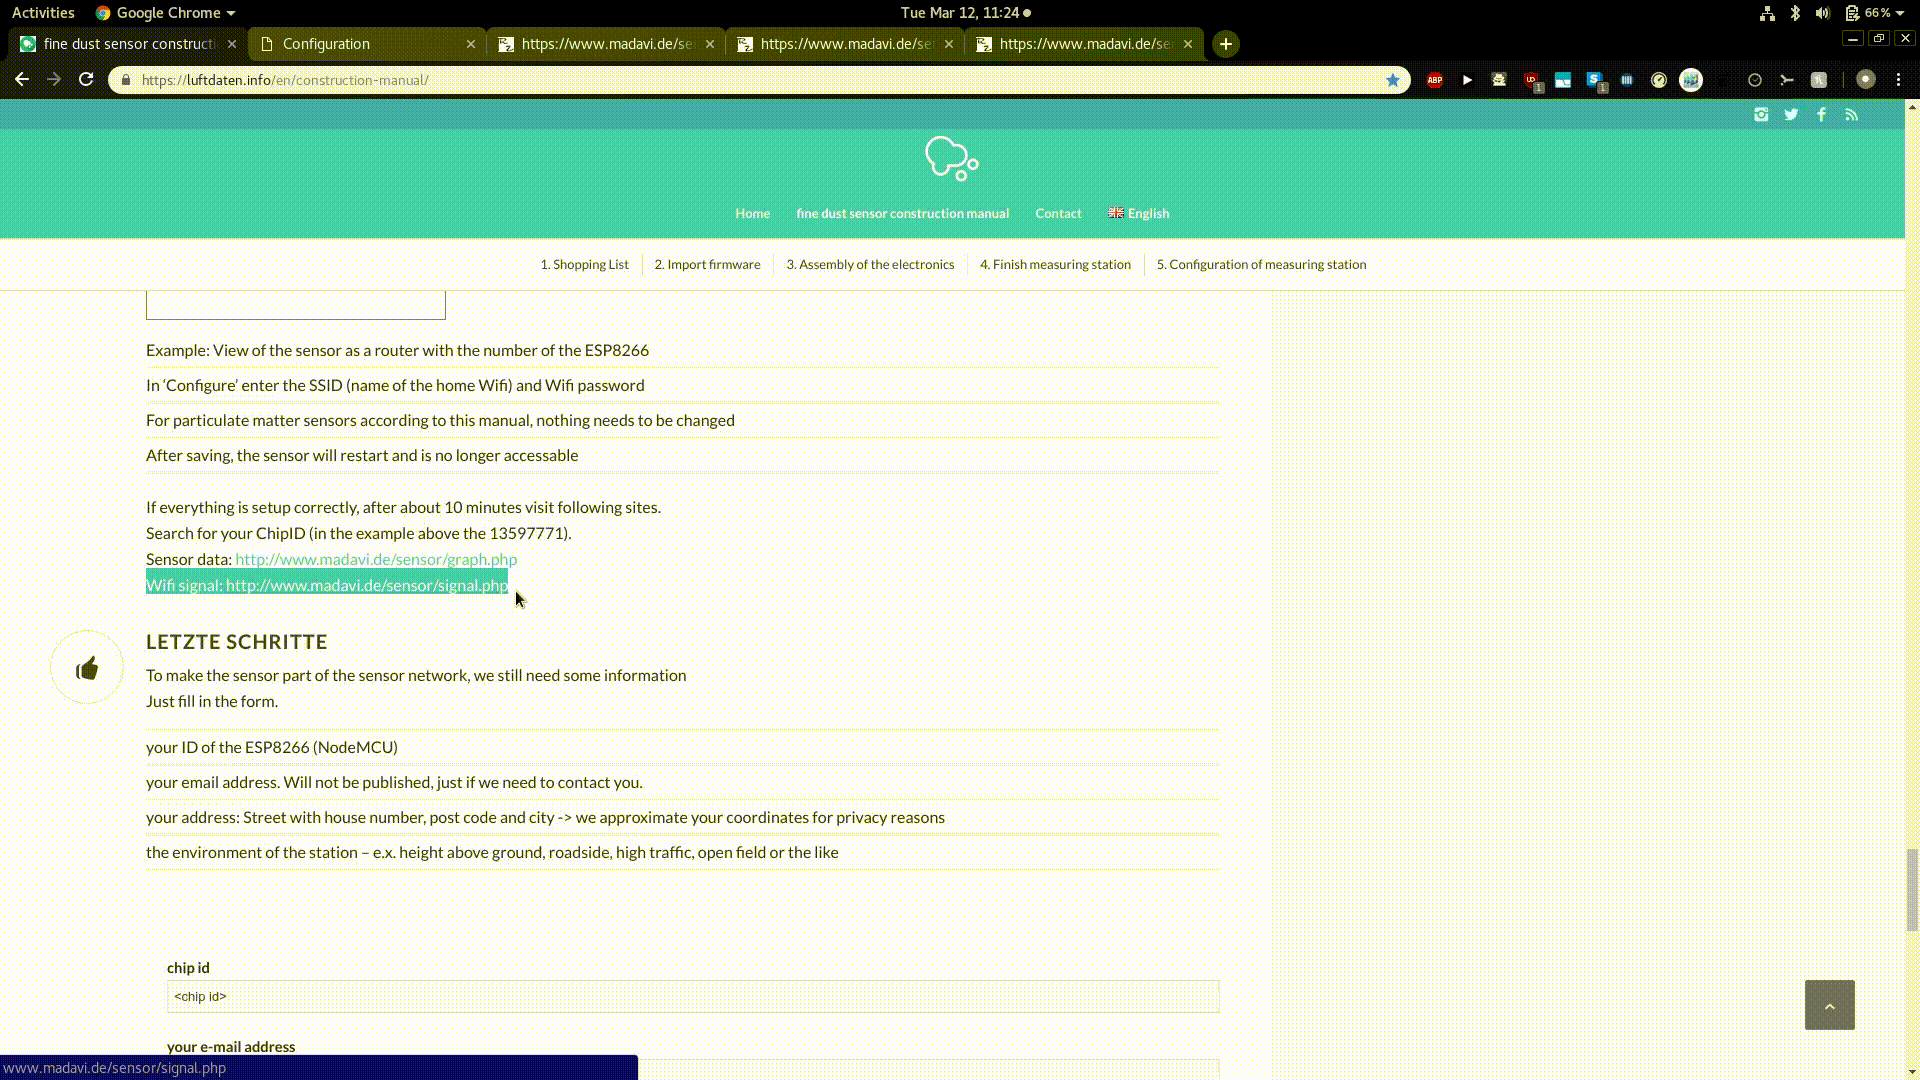 Activities
Google Chrome
Tue Mar 12, 11:24
66%
fine dust sensor constructi
Configuration
https://www.madavi.de/se
https://www.madavi.de/se
https://www.madavi.de/se
https://luftdaten.info/en/construction-manual/
ABP
1
1
Home
fine dust sensor construction manual
Contact
English
1. Shopping List
2. Import firmware
3. Assembly of the electronics
4. Finish measuring station
5. Configuration of measuring station
Example: View of the sensor as a router with the number of the ESP8266
In ‘Configure’ enter the SSID (name of the home Wifi) and Wifi password
For particulate matter sensors according to this manual, nothing needs to be changed
After saving, the sensor will restart and is no longer accessable
If everything is setup correctly, after about 10 minutes visit following sites.
Search for your ChipID (in the example above the 13597771).
Sensor data: http://www.madavi.de/sensor/graph.php
Wifi signal: http://www.madavi.de/sensor/signal.php
LETZTE SCHRITTE
To make the sensor part of the sensor network, we still need some information
Just fill in the form.
your ID of the ESP8266 (NodeMCU)
your email address. Will not be published, just if we need to contact you.
your address: Street with house number, post code and city -> we approximate your coordinates for privacy reasons
the environment of the station – e.x. height above ground, roadside, high traffic, open field or the like
chip id
<chip id>
your e-mail address
www.madavi.de/sensor/signal.php